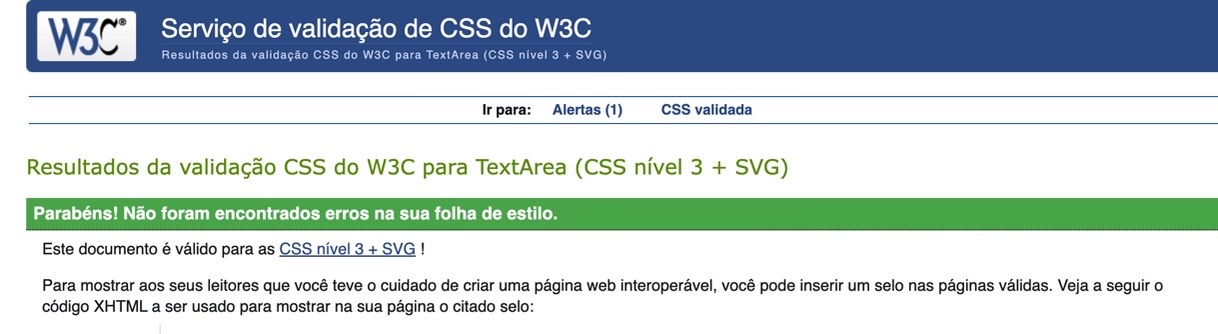 W3C® Serviço de validação de CSS do W3C
Resultados da validação CSS do W3C para TextArea (CSS nível 3 + SVG)
Ir para: Alertas (1) CSS validada
Resultados da validação CSS do W3C para TextArea (CSS nível 3 + SVG)
Parabéns! Não foram encontrados erros na sua folha de estilo.
Este documento é válido para as CSS nível 3 + SVG !
Para mostrar aos seus leitores que você teve o cuidado de criar uma página web interoperável, você pode inserir um selo nas páginas válidas. Veja a seguir o
código XHTML a ser usado para mostrar na sua página o citado selo: